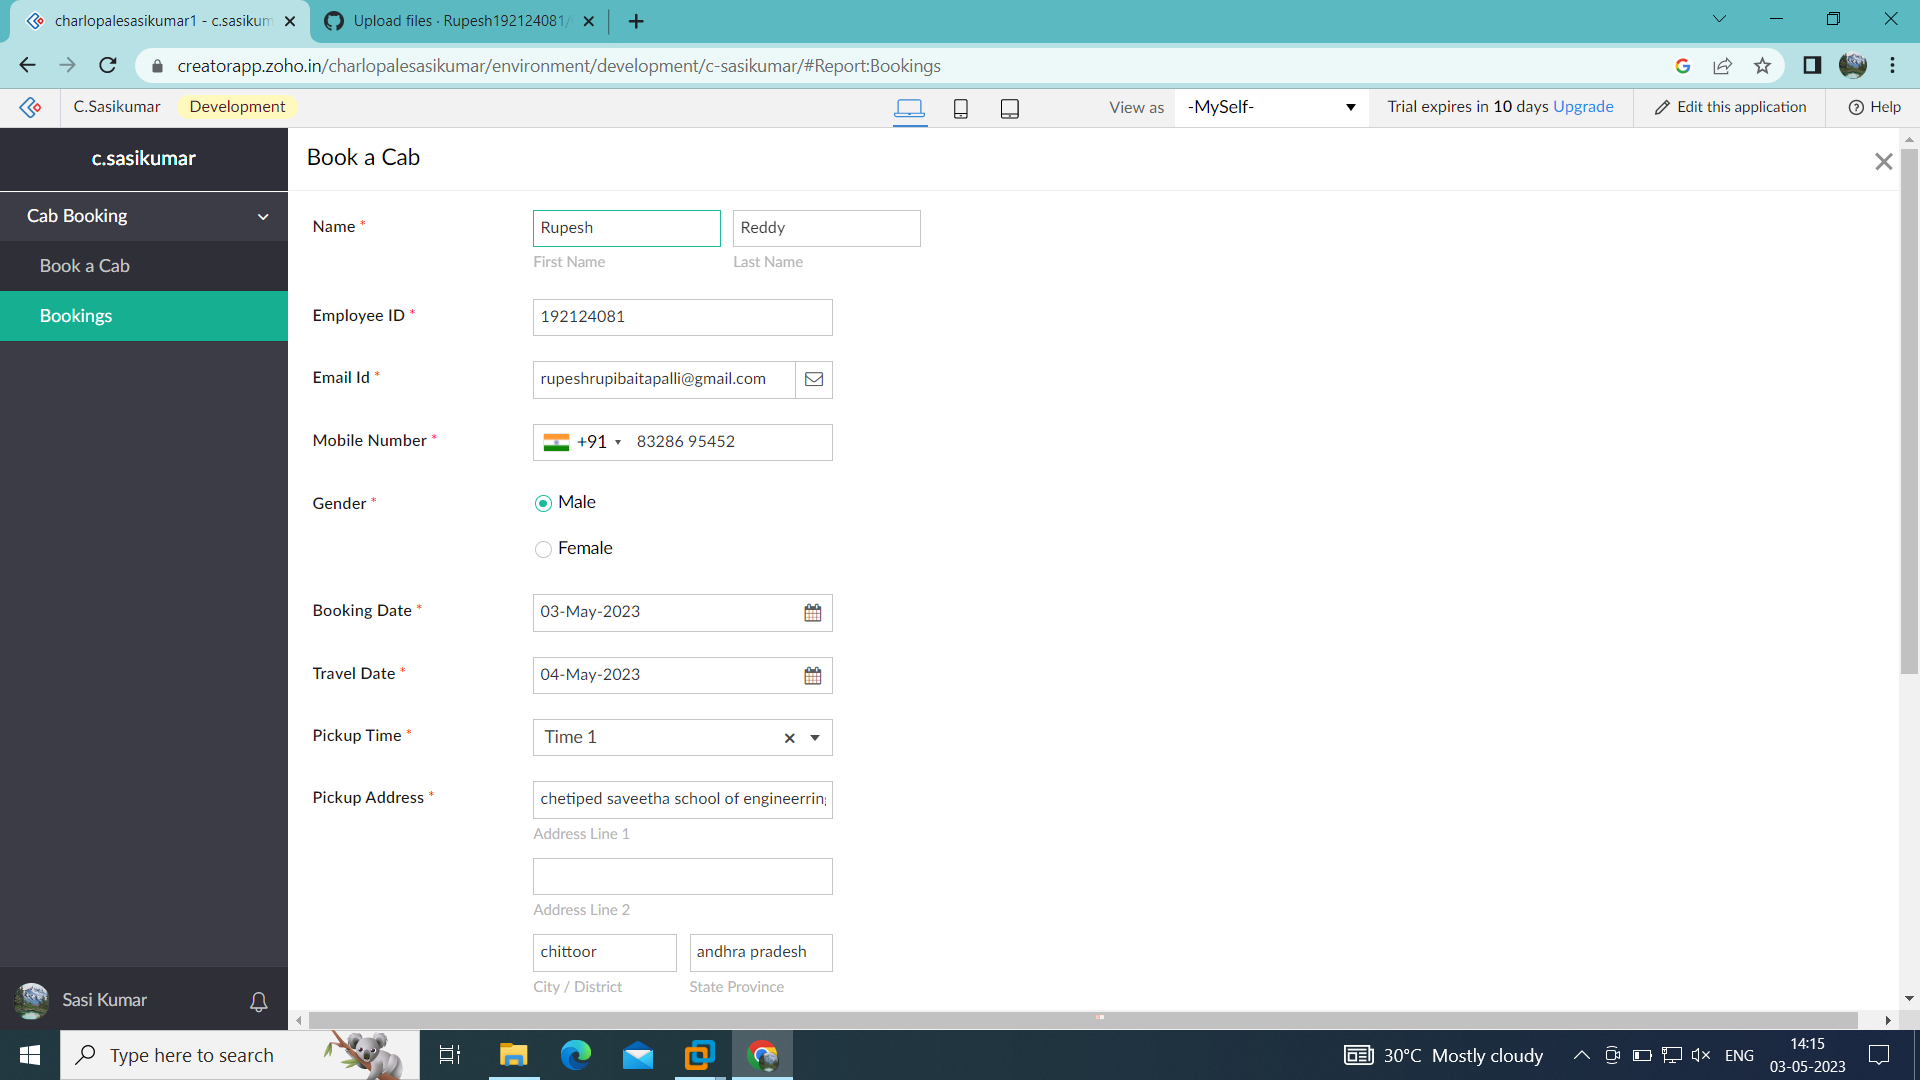 charlopalesasikumar1 - c.sasikum
Upload files · Rupesh192124081/
creatorapp.zoho.in/charlopalesasikumar/environment/development/c-sasikumar/#Report:Bookings
C.Sasikumar
Development
View as
-MySelf-
Trial expires in 10 days Upgrade
Edit this application
Help
c.sasikumar
Cab Booking
Book a Cab
Bookings
Sasi Kumar
Book a Cab
Name *
Rupesh
Reddy
First Name
Last Name
Employee ID *
192124081
Email Id *
rupeshrupibaitapalli@gmail.com
Mobile Number *
+91
83286 95452
Gender *
Male
Female
Booking Date *
03-May-2023
Travel Date *
04-May-2023
Pickup Time *
Time 1
Pickup Address *
chetiped saveetha school of engineerring
Address Line 1
Address Line 2
chittoor
andhra pradesh
City / District
State Province
Type here to search
30°C Mostly cloudy
ENG
14:15
03-05-2023